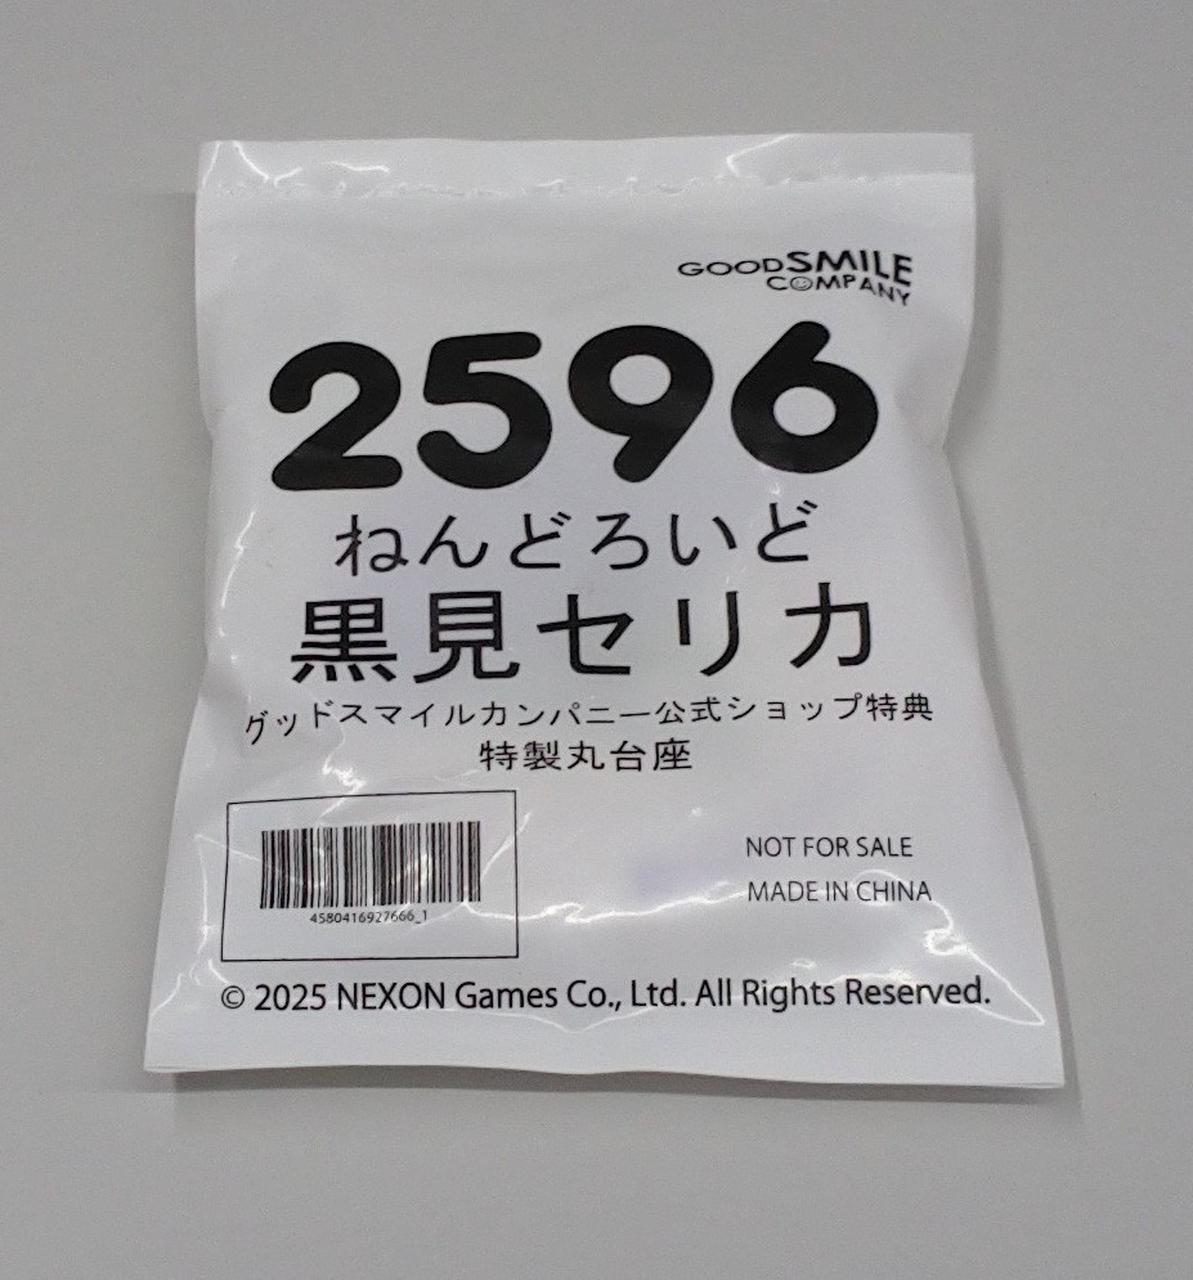 GOODSMILE
COMPANY
2596
ねんどろいど
黒見セリカ
グッドスマイルカンパニー公式ショップ特典
特製丸台座
4580416927666_1
NOT FOR SALE
MADE IN CHINA
© 2025 NEXON Games Co., Ltd. All Rights Reserved.